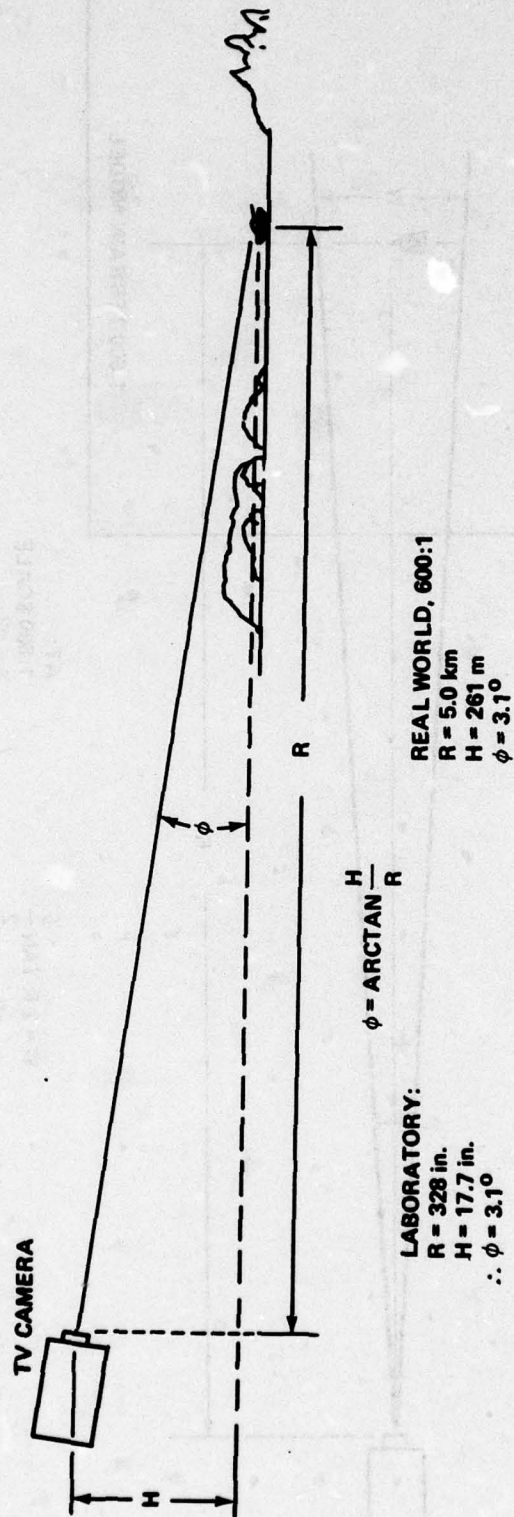 TV CAMERA
H
φ
R
φ = ARCTAN H/R
LABORATORY:
R = 328 in.
H = 17.7 in.
∴ φ = 3.1°
REAL WORLD, 600:1
R = 5.0 km
H = 261 m
φ = 3.1°